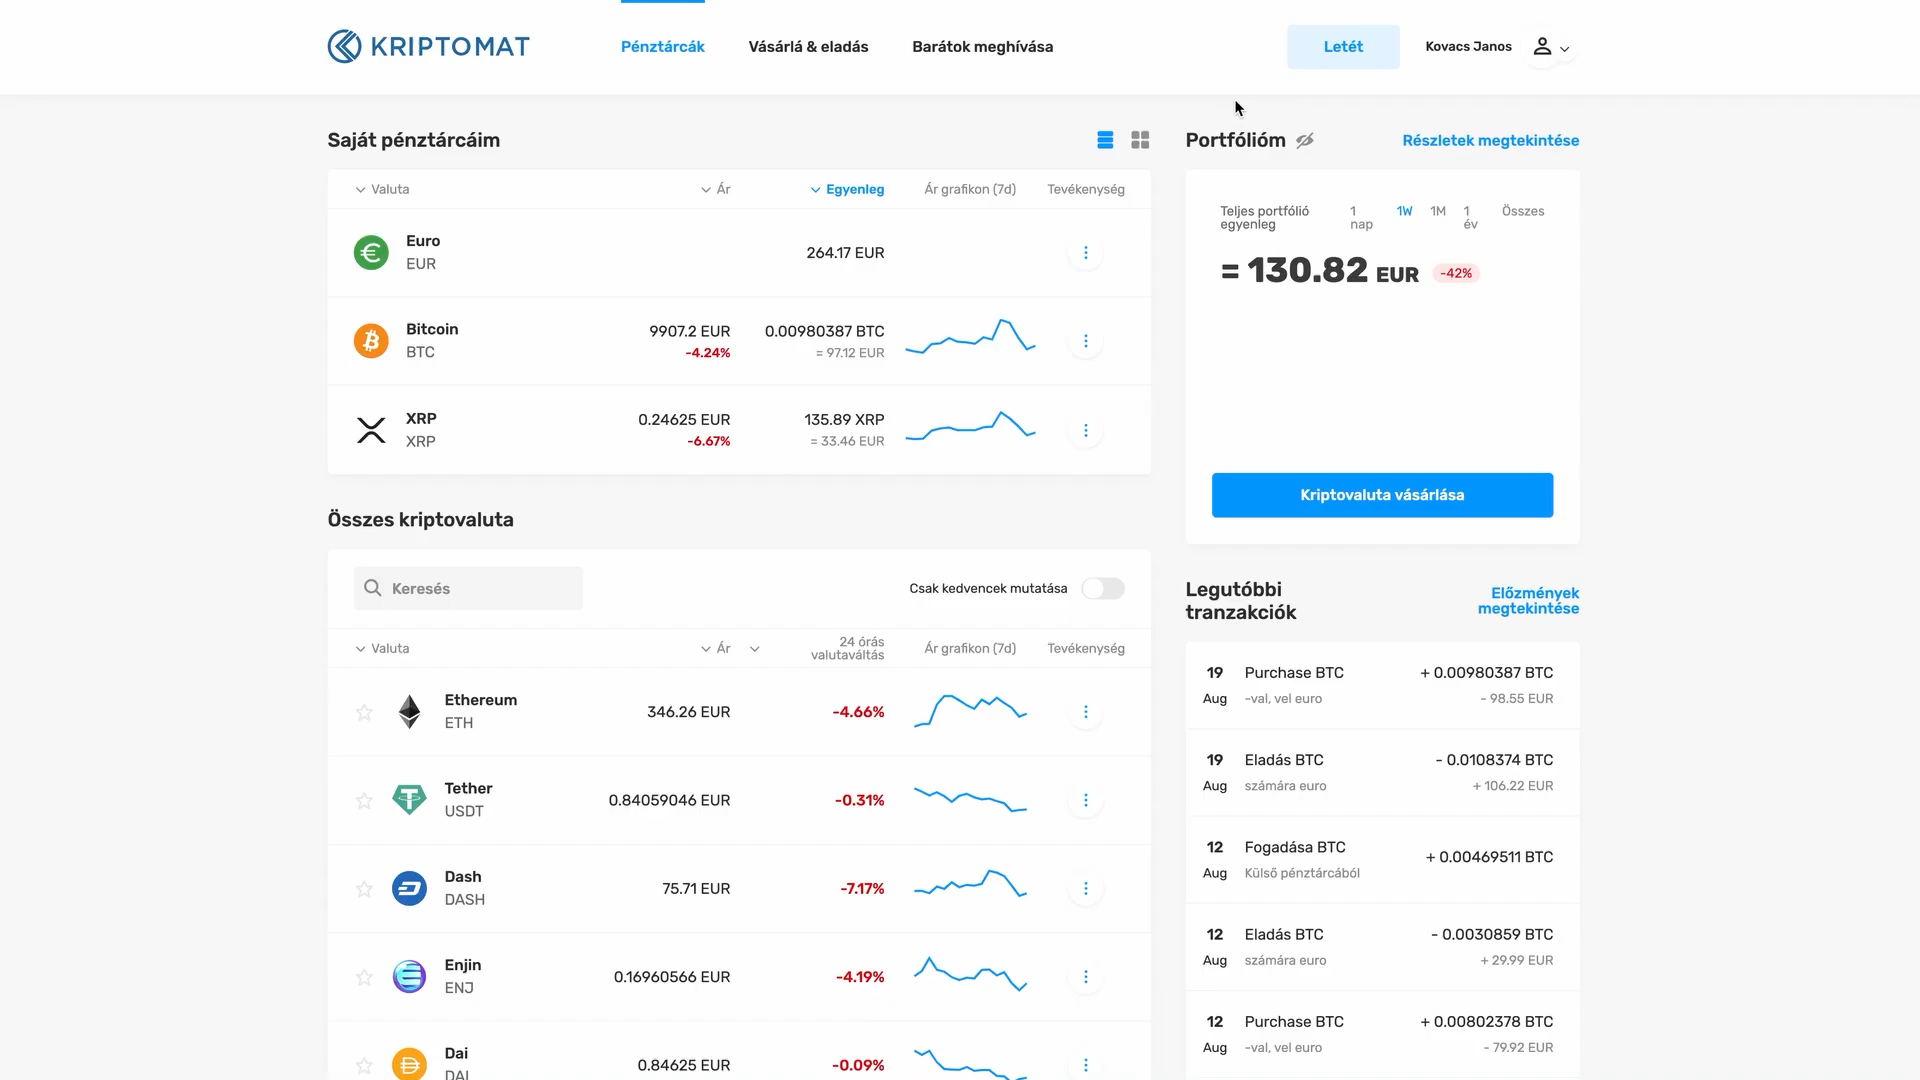 KRIPTOMAT
Pénztárcák
Vásárlá & eladás
Barátok meghívása
Letét
Kovacs Janos
Saját pénztárcáim
Valuta
Ár
Egyenleg
Ár grafikon (7d)
Tevékenység
Euro
EUR
264.17 EUR
Bitcoin
BTC
9907.2 EUR
-4.24%
0.00980387 BTC
= 97.12 EUR
XRP
XRP
0.24625 EUR
-6.67%
135.89 XRP
= 33.46 EUR
Összes kriptovaluta
Keresés
Csak kedvencek mutatása
Valuta
Ár
24 órás
valutaváltás
Ár grafikon (7d)
Tevékenység
Ethereum
ETH
346.26 EUR
-4.66%
Tether
USDT
0.84059046 EUR
-0.31%
Dash
DASH
75.71 EUR
-7.17%
Enjin
ENJ
0.16960566 EUR
-4.19%
Dai
DAI
0.84625 EUR
-0.09%
Portfólióm
Részletek megtekintése
Teljes portfólió
egyenleg
1
nap
1W
1M
1
év
Összes
= 130.82 EUR
-42%
Kriptovaluta vásárlása
Legutóbbi
tranzakciók
Előzmények
megtekintése
19
Aug
Purchase BTC
-val, vel euro
+ 0.00980387 BTC
- 98.55 EUR
19
Aug
Eladás BTC
számára euro
- 0.0108374 BTC
+ 106.22 EUR
12
Aug
Fogadása BTC
Külső pénztárcából
+ 0.00469511 BTC
12
Aug
Eladás BTC
számára euro
- 0.0030859 BTC
+ 29.99 EUR
12
Aug
Purchase BTC
-val, vel euro
+ 0.00802378 BTC
- 79.92 EUR